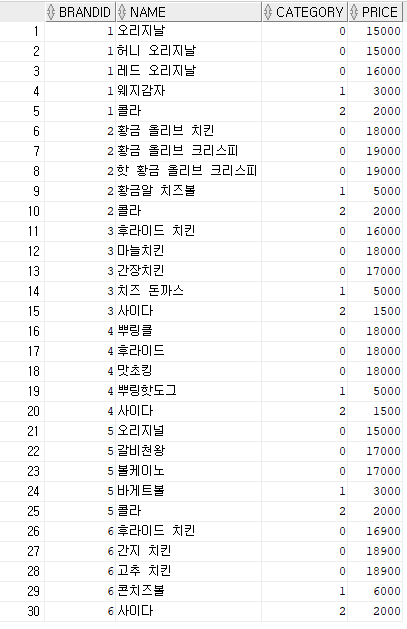 BRANDID NAME CATEGORY PRICE
1 1 오리지날 0 15000
2 1 허니 오리지날 0 15000
3 1 레드 오리지날 0 16000
4 1 웨지감자 1 3000
5 1 콜라 2 2000
6 2 황금 올리브 치킨 0 18000
7 2 황금 올리브 크리스피 0 19000
8 2 핫 황금 올리브 크리스피 0 19000
9 2 황금알 치즈볼 1 5000
10 2 콜라 2 2000
11 3 후라이드 치킨 0 16000
12 3 마늘치킨 0 18000
13 3 간장치킨 0 17000
14 3 치즈 돈까스 1 5000
15 3 사이다 2 1500
16 4 뿌링클 0 18000
17 4 후라이드 0 18000
18 4 맛초킹 0 18000
19 4 뿌링핫도그 1 5000
20 4 사이다 2 1500
21 5 오리지널 0 15000
22 5 갈비천왕 0 17000
23 5 볼케이노 0 17000
24 5 바게트볼 1 3000
25 5 콜라 2 2000
26 6 후라이드 치킨 0 16900
27 6 간지 치킨 0 18900
28 6 고추 치킨 0 18900
29 6 콘치즈볼 1 6000
30 6 사이다 2 2000